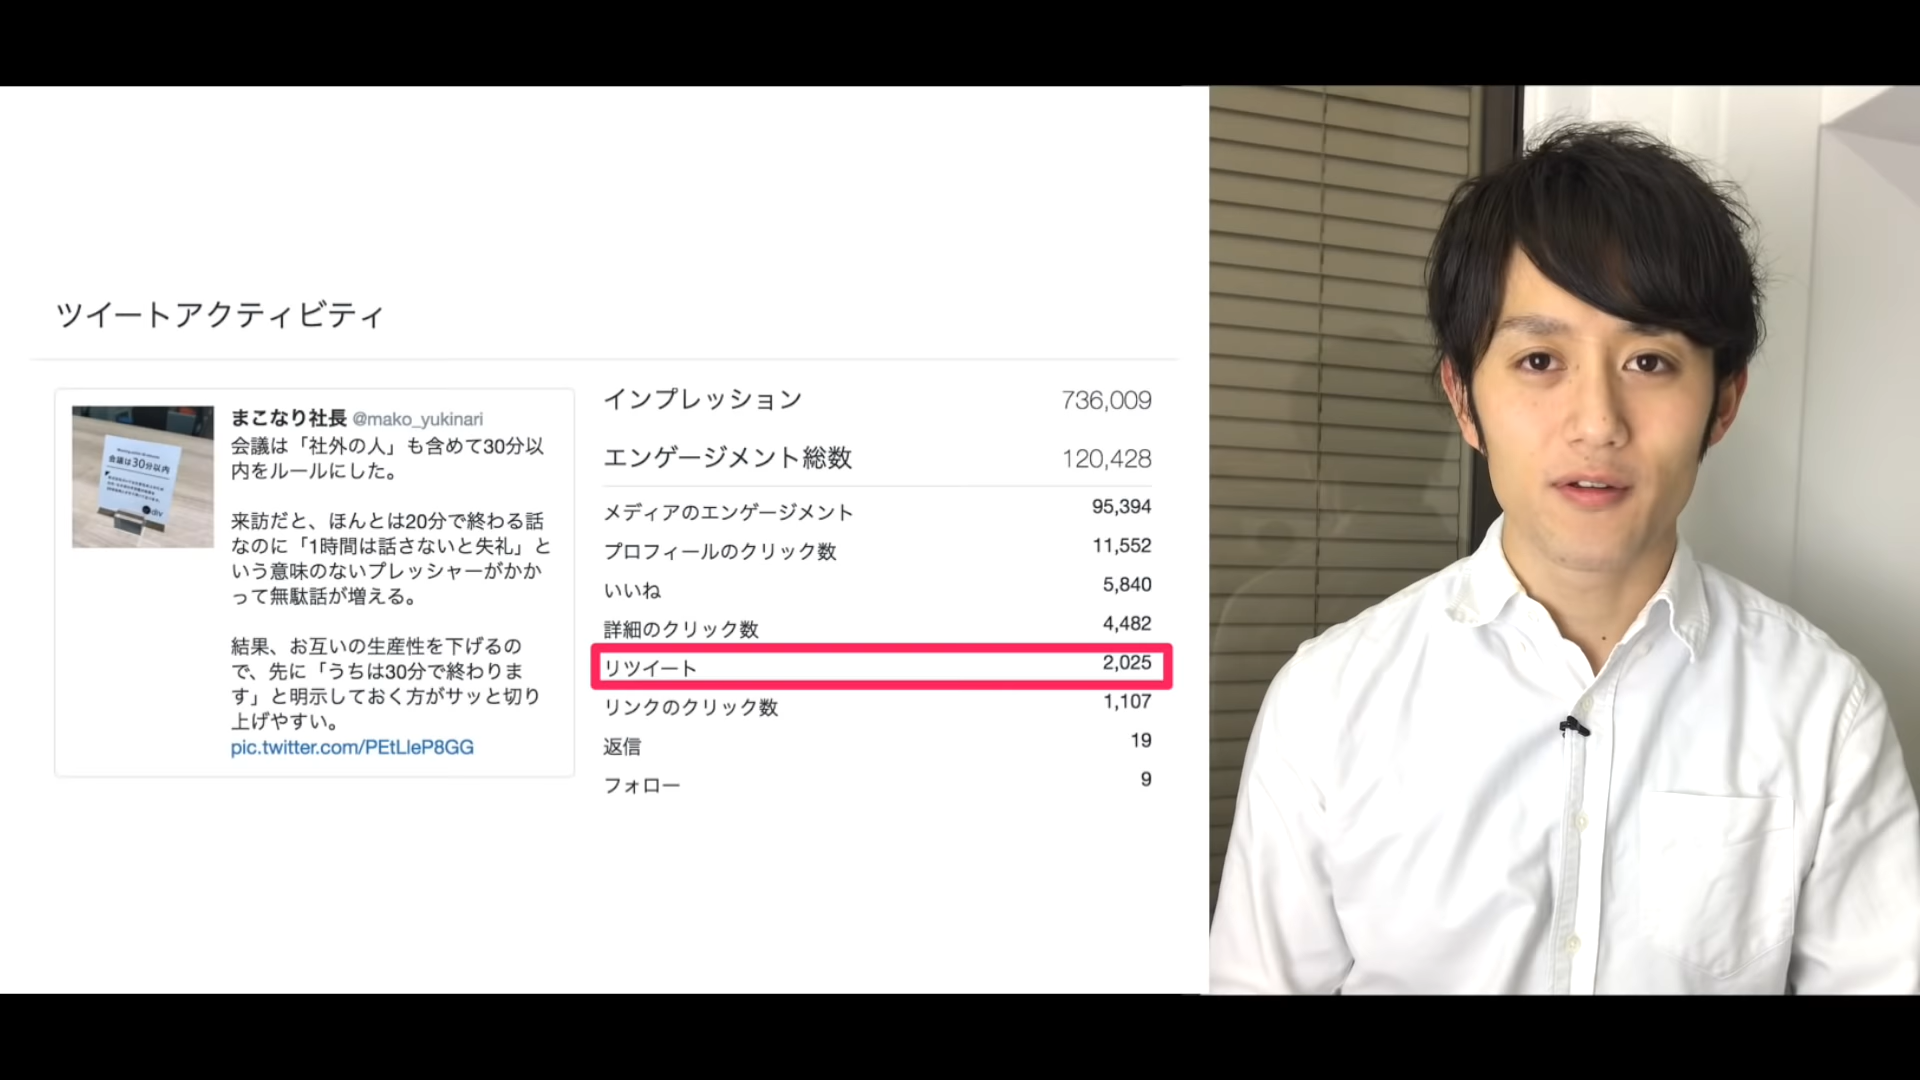 ツイートアクティビティ
まこなり社長 @mako_yukinari
会議は「社外の人」も含めて30分以
内をルールにした。
来訪だと、ほんとは20分で終わる話
なのに「1時間は話さないと失礼」と
いう意味のないプレッシャーがかか
って無駄話が増える。
結果、お互いの生産性を下げるの
で、先に「うちは30分で終わりま
す」と明示しておく方がサッと切り
上げやすい。
pic.twitter.com/PEtLleP8GG
会議は30分以内
div
インプレッション 736,009
エンゲージメント総数 120,428
メディアのエンゲージメント 95,394
プロフィールのクリック数 11,552
いいね 5,840
詳細のクリック数 4,482
リツイート 2,025
リンクのクリック数 1,107
返信 19
フォロー 9